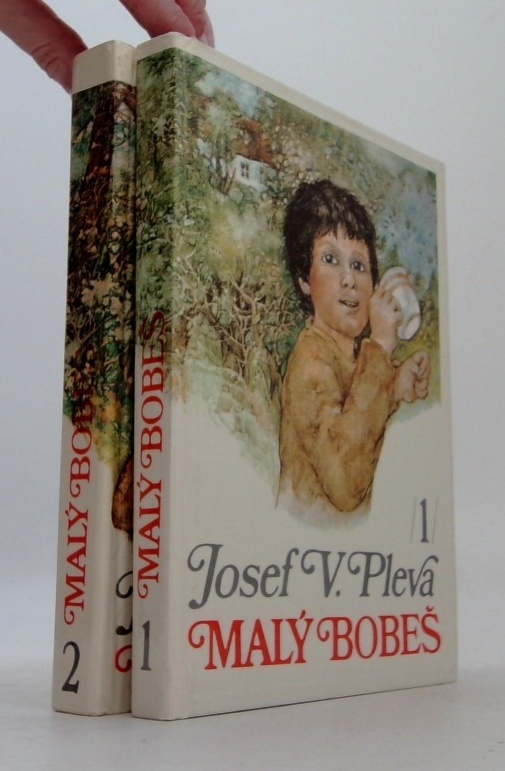 MALÝ BOBEŠ
2
MALÝ BOBEŠ
1
/1/
Josef V. Pleva
MALÝ BOBEŠ